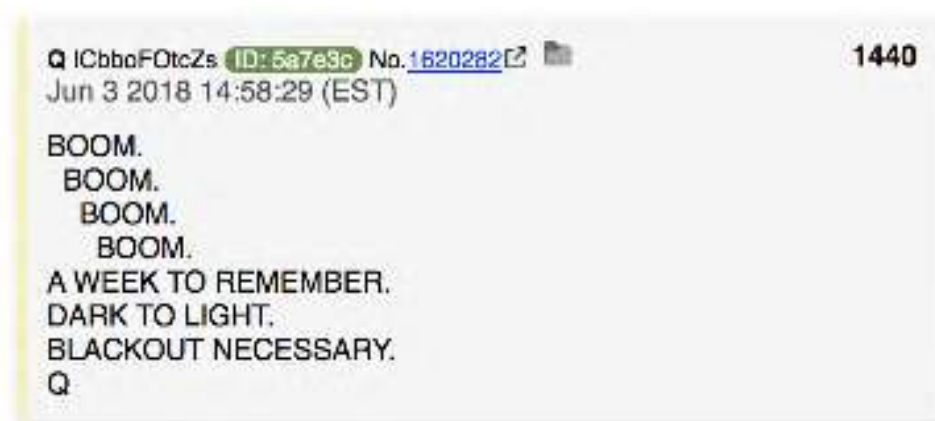 Q ICbboFOtcZs ID: 5a7e3c No.1620282 1440
Jun 3 2018 14:58:29 (EST)
BOOM.
BOOM.
BOOM.
BOOM.
A WEEK TO REMEMBER.
DARK TO LIGHT.
BLACKOUT NECESSARY.
Q